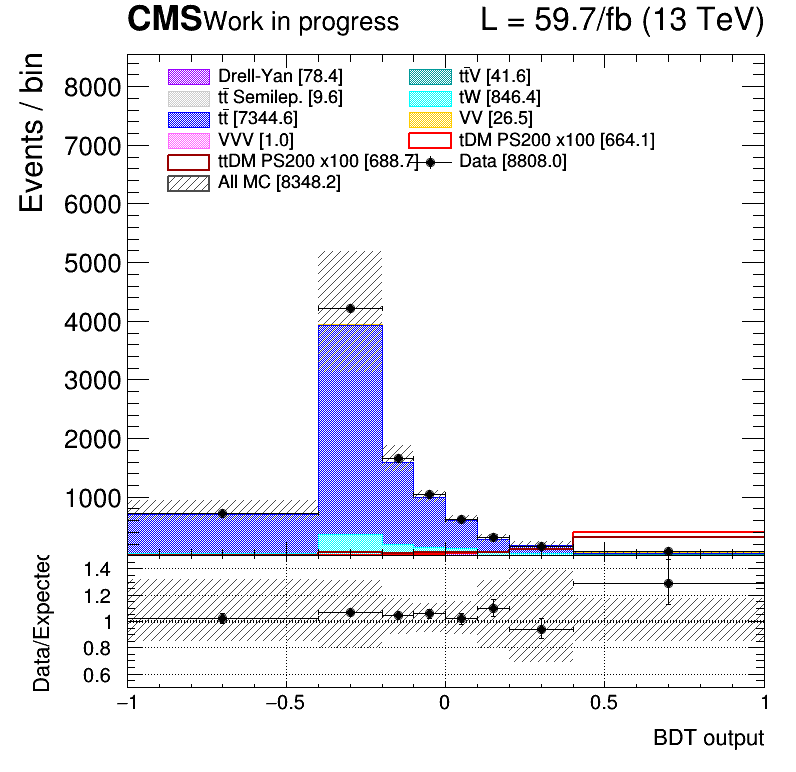 CMS Work in progress L = 59.7/fb (13 TeV)
Events / bin
8000
7000
6000
5000
4000
3000
2000
1000
Drell-Yan [78.4] tt̄V [41.6]
tt̄ Semilep. [9.6] tW [846.4]
tt̄ [7344.6] VV [26.5]
VVV [1.0] tDM PS200 x100 [664.1]
ttDM PS200 x100 [688.7] Data [8808.0]
All MC [8348.2]
Data/Expected
1.4
1.2
1
0.8
0.6
−1 −0.5 0 0.5 1
BDT output